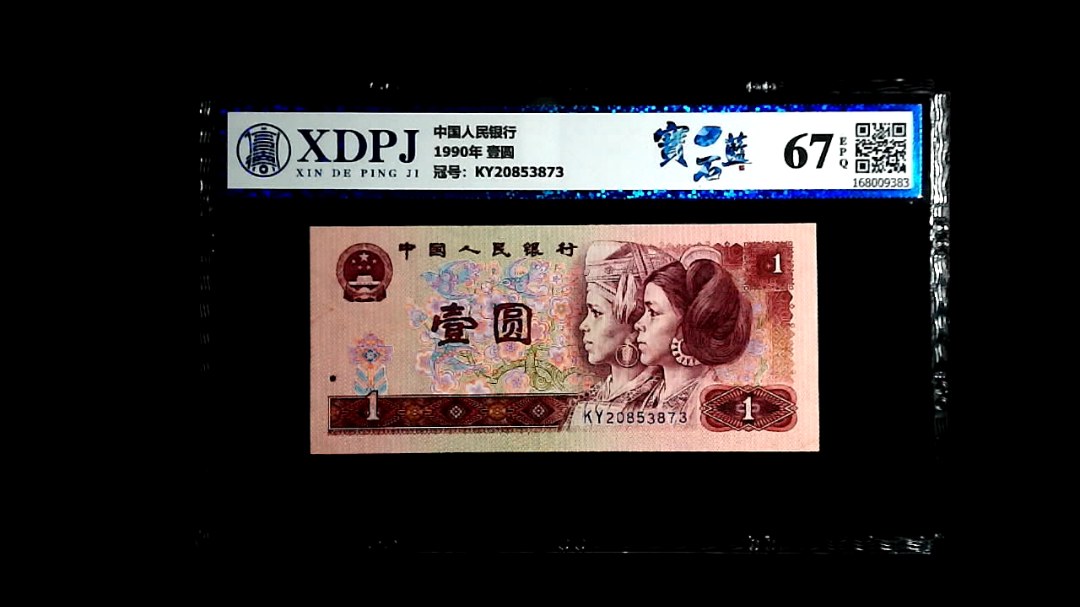 XDPJ
XIN DE PING JI
中国人民银行
1990年 壹圆
冠号：KY20853873
寶石藍
67
EPQ
168009383
中国人民银行
1
壹圆
1
KY20853873
1